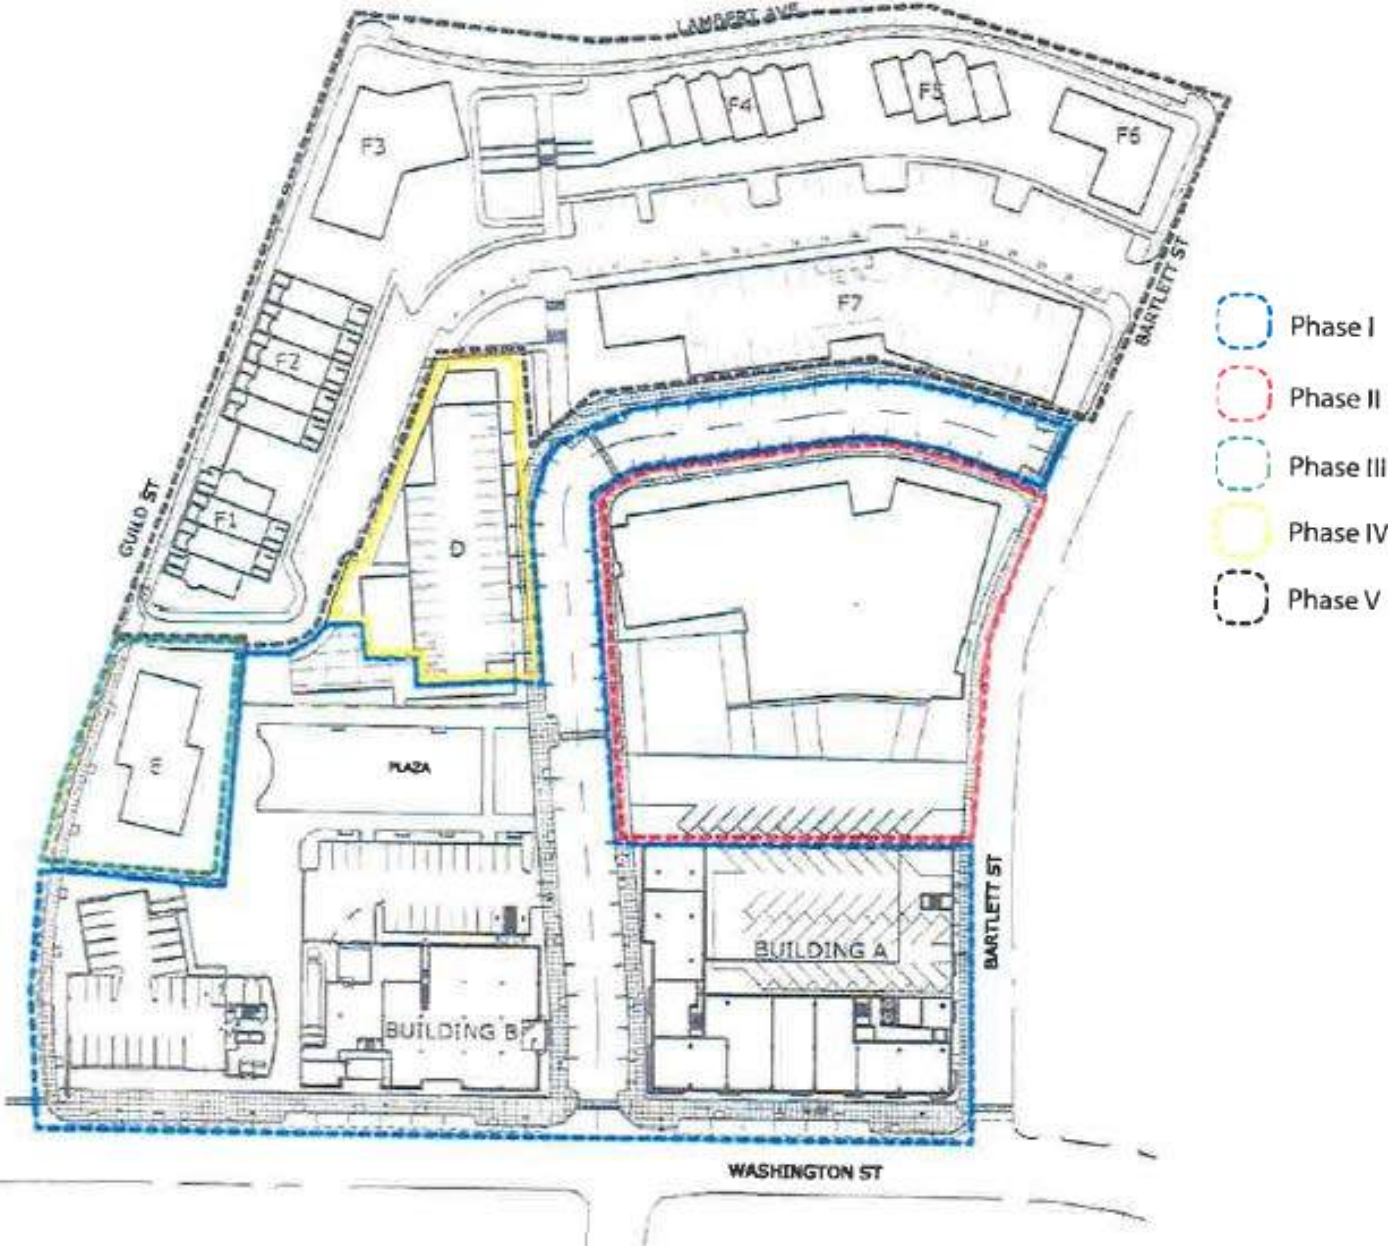 LAMBERT AVE
F3
F4
F5
F6
BARTLETT ST
F7
F2
Phase I
Phase II
Phase III
Phase IV
Phase V
GUILD ST
F1
D
E
PLAZA
BUILDING A
BARTLETT ST
BUILDING B
WASHINGTON ST